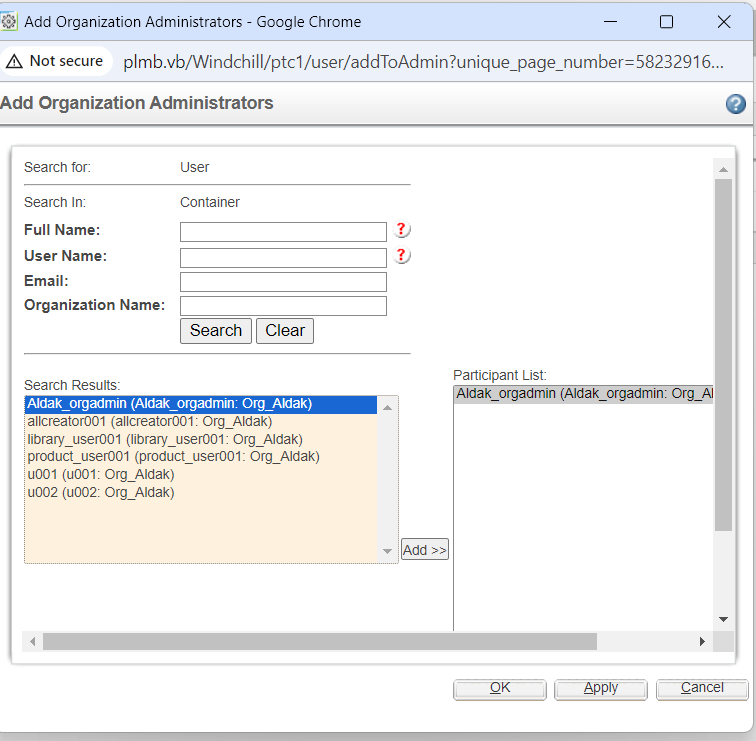 Add Organization Administrators - Google Chrome
Not secure plmb.vb/Windchill/ptc1/user/addToAdmin?unique_page_number=58232916...
Add Organization Administrators
?
Search for: User
Search In: Container
Full Name: ?
User Name: ?
Email:
Organization Name:
Search Clear
Search Results:
Aldak_orgadmin (Aldak_orgadmin: Org_Aldak)
allcreator001 (allcreator001: Org_Aldak)
library_user001 (library_user001: Org_Aldak)
product_user001 (product_user001: Org_Aldak)
u001 (u001: Org_Aldak)
u002 (u002: Org_Aldak)
Add >>
Participant List:
Aldak_orgadmin (Aldak_orgadmin: Org_Al
OK Apply Cancel